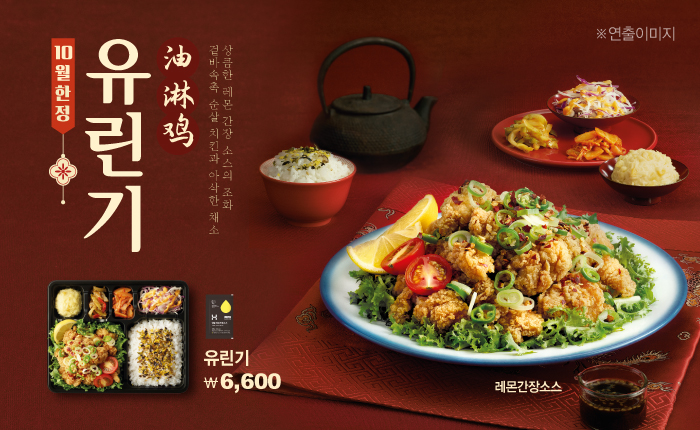 ※연출이미지
10월한정
유린기
油淋鸡
상큼한 레몬 간장 소스의 조화
겉바속촉 순살 치킨과 아삭한 채소
유린기
₩6,600
레몬간장소스